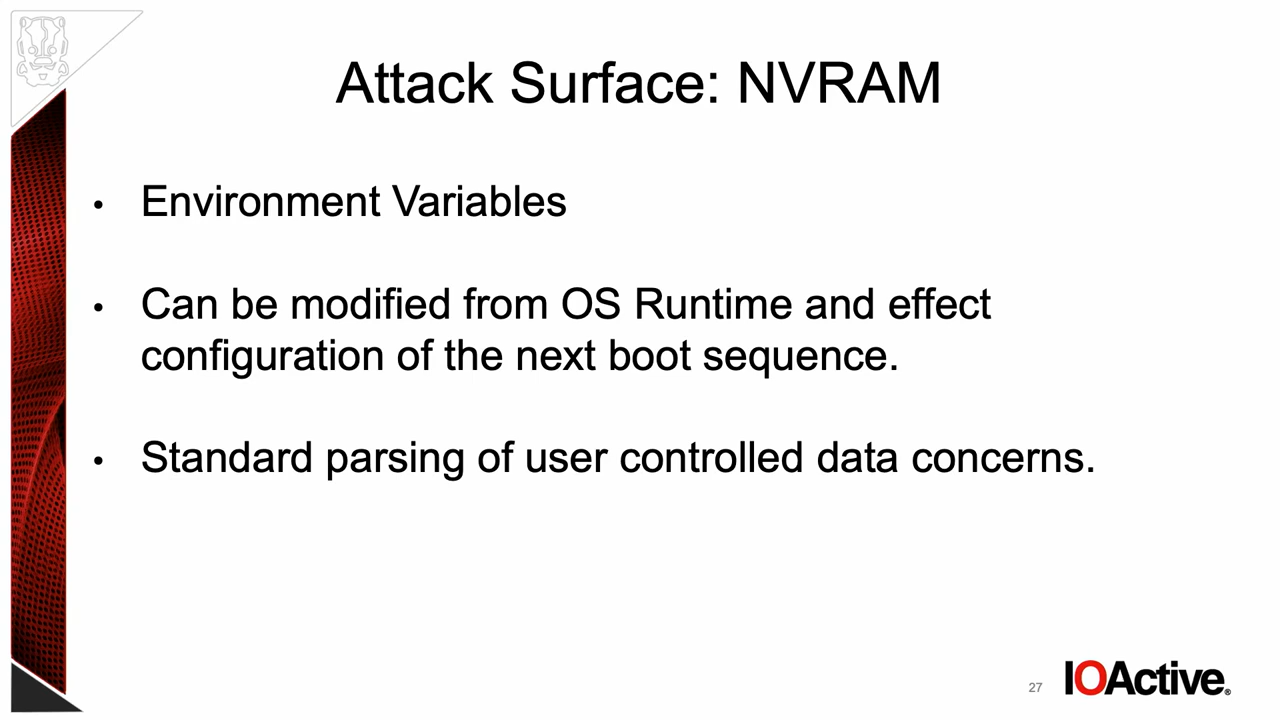 Attack Surface: NVRAM
• Environment Variables
• Can be modified from OS Runtime and effect
configuration of the next boot sequence.
• Standard parsing of user controlled data concerns.
27
IOActive®